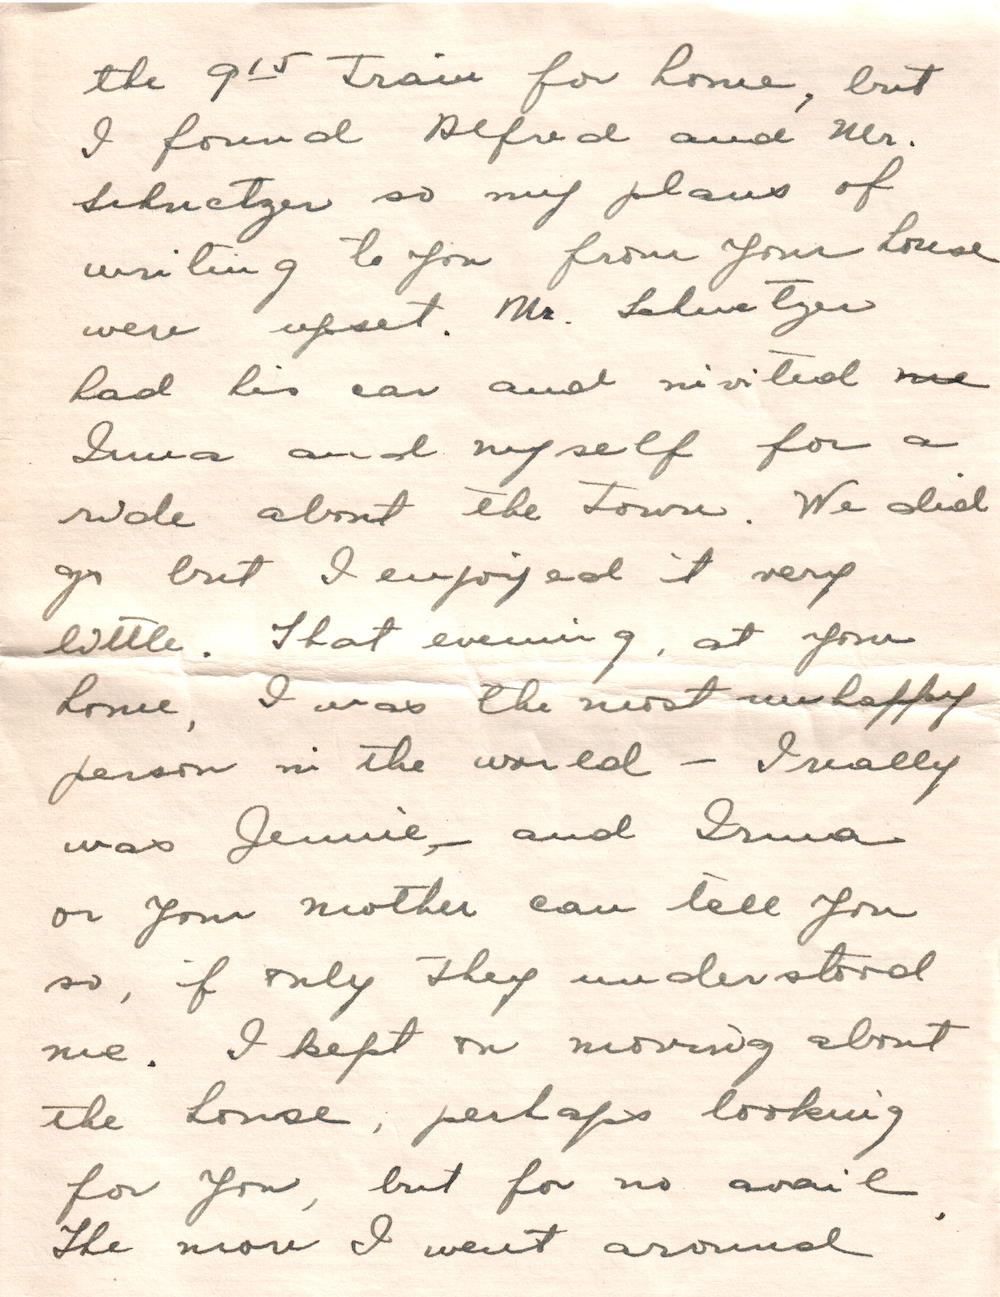 the 9 15 Train for home, but
I found Alfred and Mr.
Schuetzer so my plans of
writing to you from your house
were upset. Mr. Schuetzer
had his car and invited me
Irma and myself for a
ride about the Town. We did
go but I enjoyed it very
little. That evening, at your
home, I was the most unhappy
person in the world – I really
was Jennie, – and Irma
or your mother can tell you
so, if only they understood
me. I kept on moving about
the house, perhaps looking
for you, but for no avail.
The more I went around